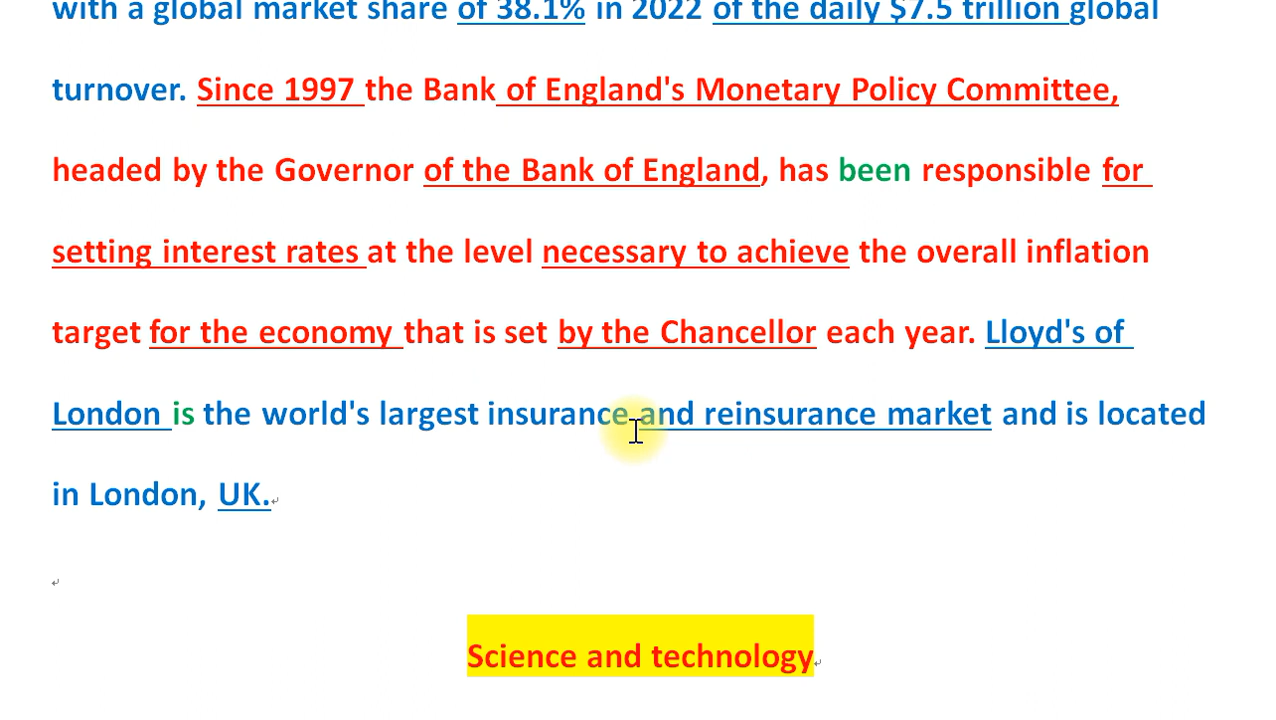 with a global market share of 38.1% in 2022 of the daily $7.5 trillion global
turnover. Since 1997 the Bank of England's Monetary Policy Committee,
headed by the Governor of the Bank of England, has been responsible for
setting interest rates at the level necessary to achieve the overall inflation
target for the economy that is set by the Chancellor each year. Lloyd's of
London is the world's largest insurance and reinsurance market and is located
in London, UK.
Science and technology